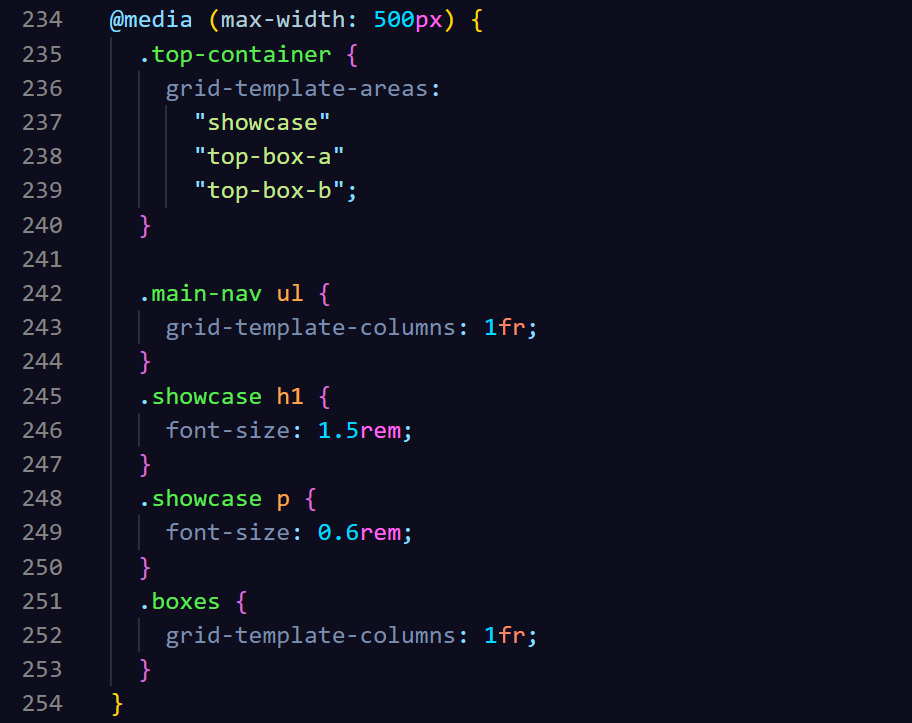 234 @media (max-width: 500px) {
235 .top-container {
236 grid-template-areas:
237 "showcase"
238 "top-box-a"
239 "top-box-b";
240 }
241
242 .main-nav ul {
243 grid-template-columns: 1fr;
244 }
245 .showcase h1 {
246 font-size: 1.5rem;
247 }
248 .showcase p {
249 font-size: 0.6rem;
250 }
251 .boxes {
252 grid-template-columns: 1fr;
253 }
254 }